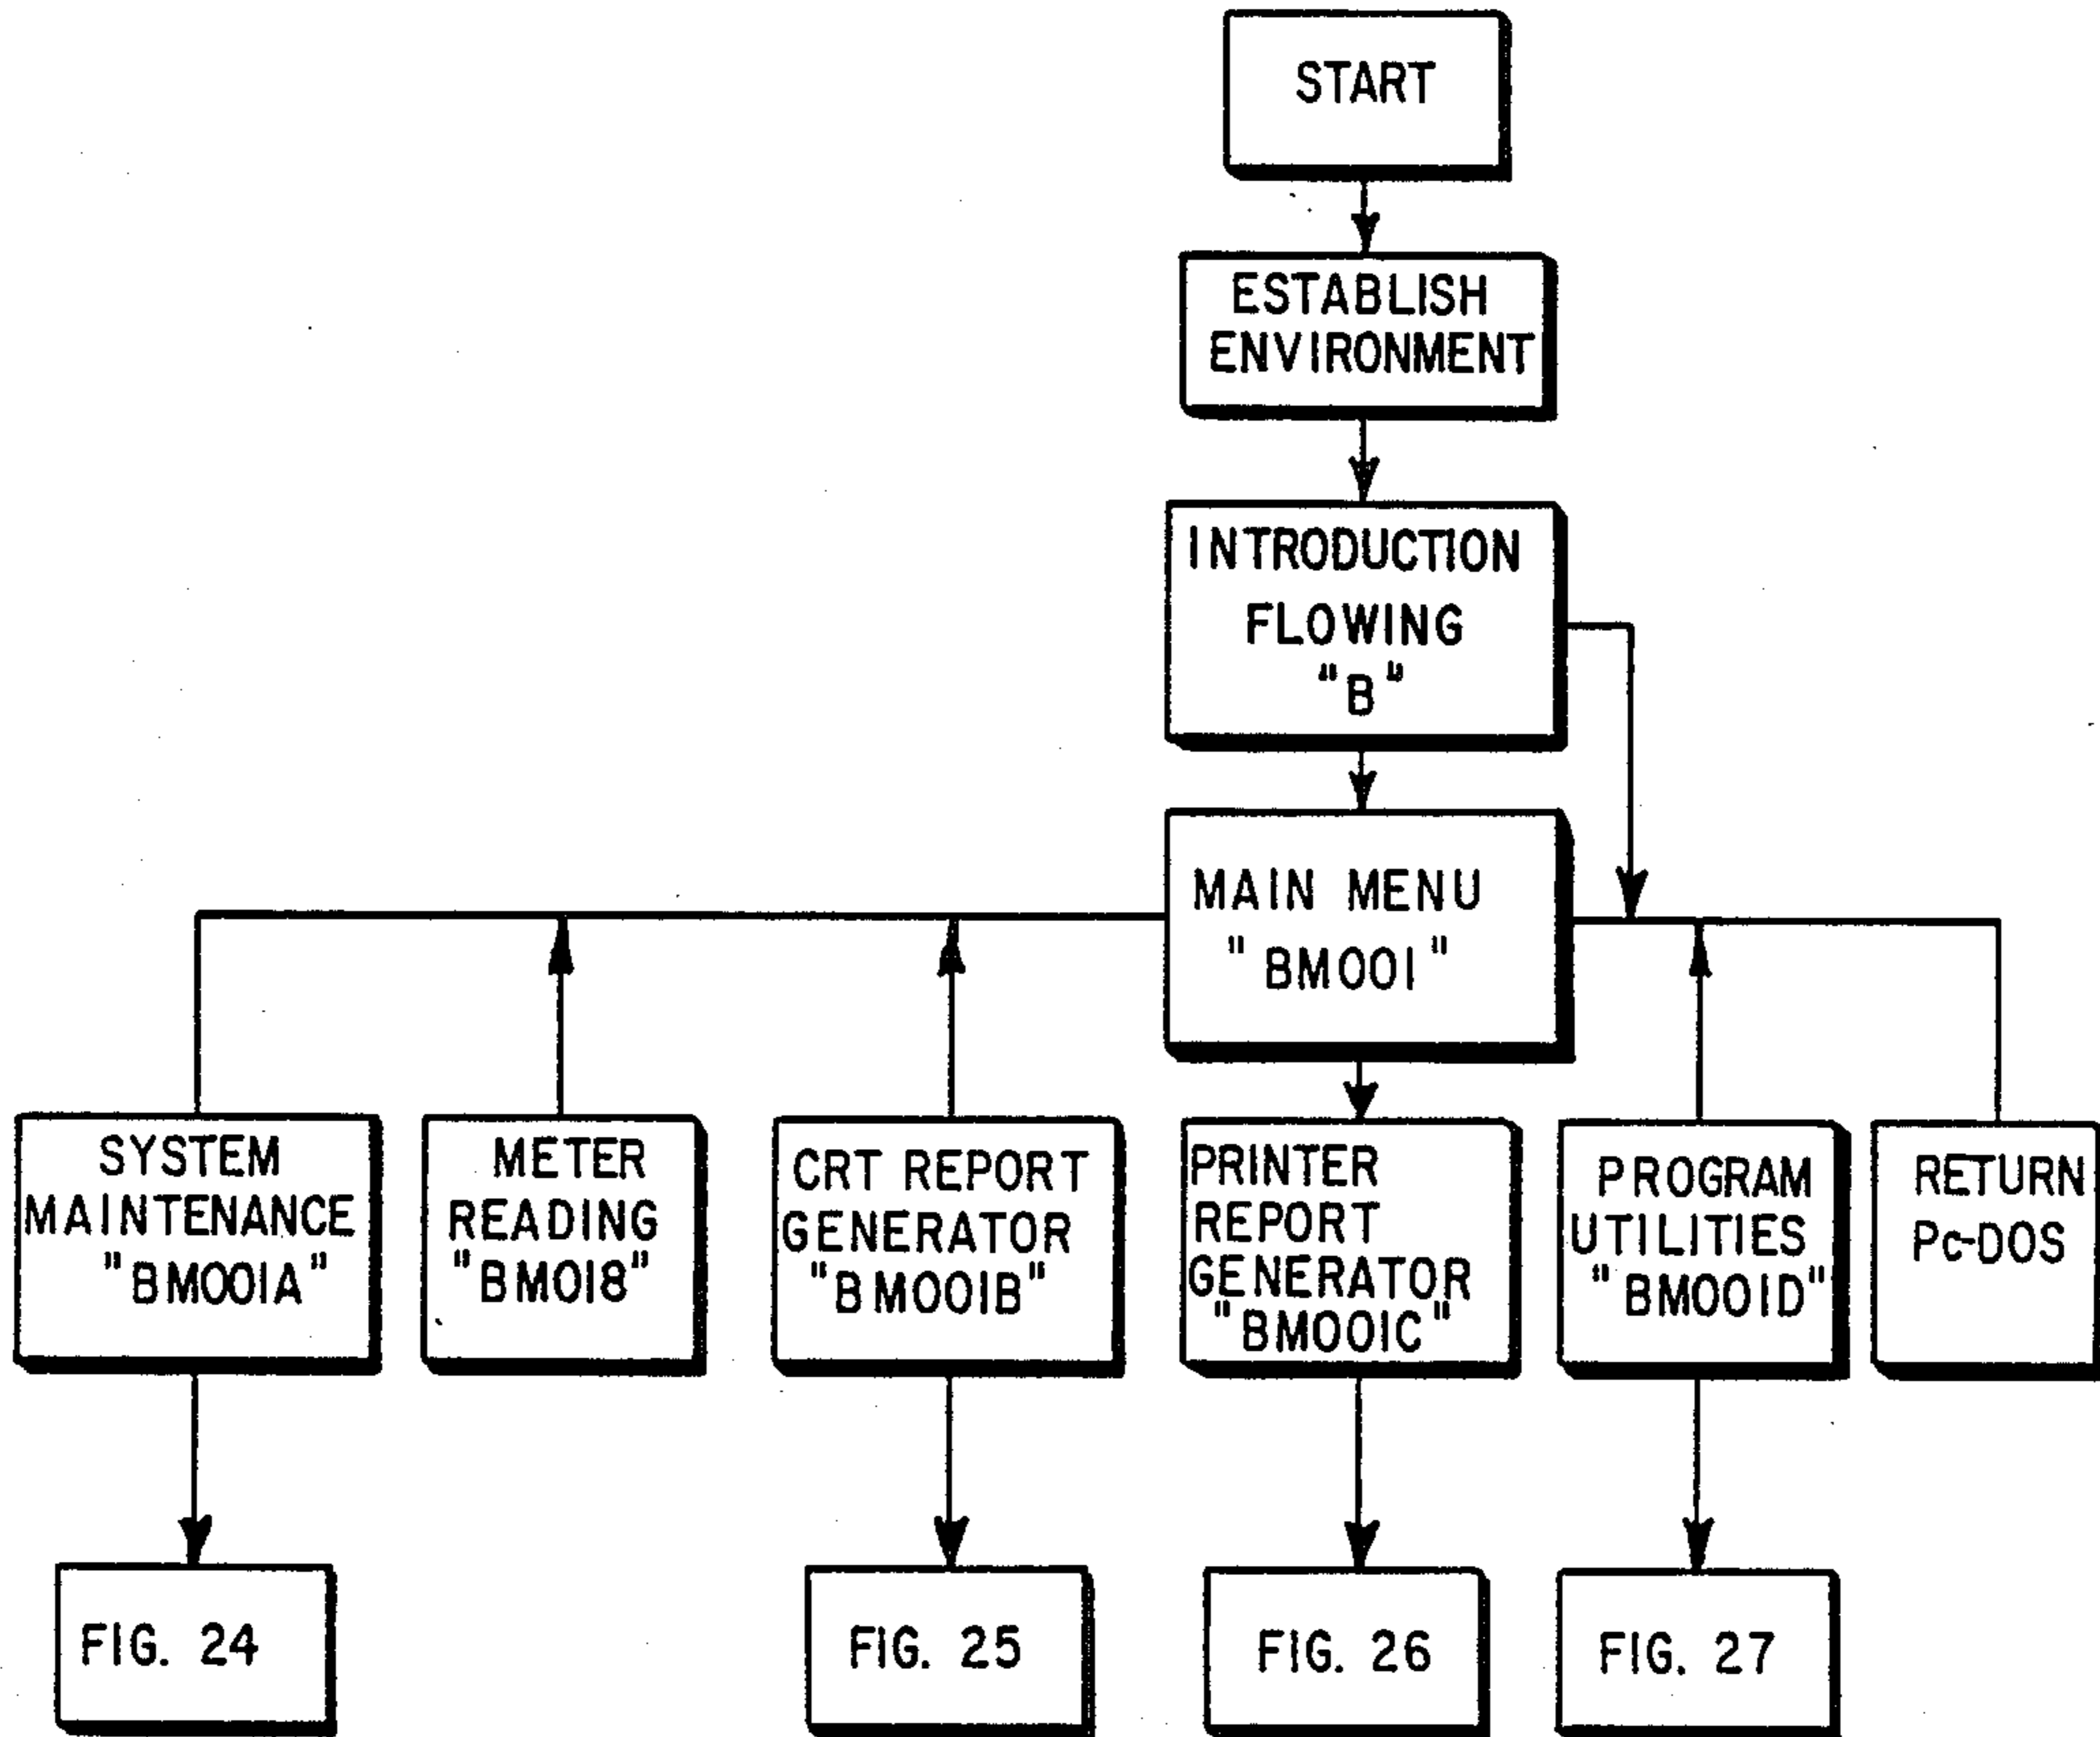 START
ESTABLISH
ENVIRONMENT
INTRODUCTION
FLOWING
"B"
MAIN MENU
"BM001"
SYSTEM
MAINTENANCE
"BM001A"
METER
READING
"BM018"
CRT REPORT
GENERATOR
"BM001B"
PRINTER
REPORT
GENERATOR
"BM001C"
PROGRAM
UTILITIES
"BM001D"
RETURN
Pc-DOS
FIG. 24
FIG. 25
FIG. 26
FIG. 27